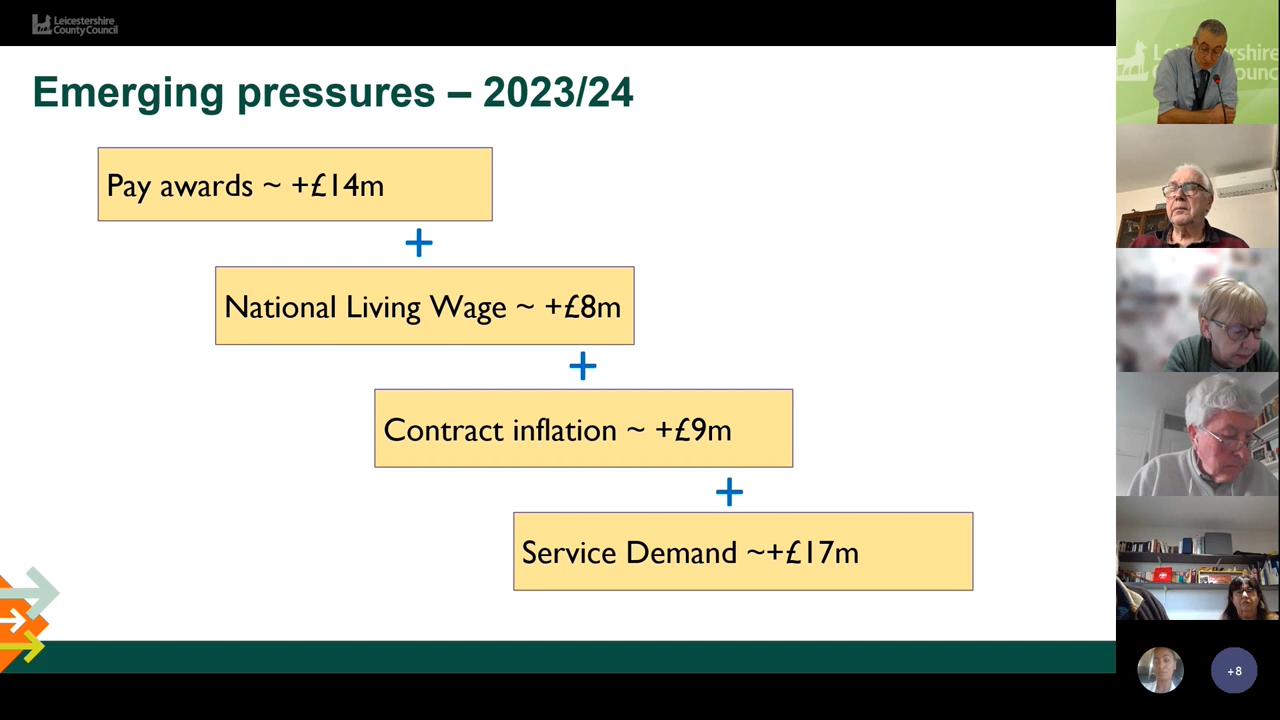 Leicestershire
County Council
Emerging pressures – 2023/24
Pay awards ~ +£14m
+
National Living Wage ~ +£8m
+
Contract inflation ~ +£9m
+
Service Demand ~+£17m
+8